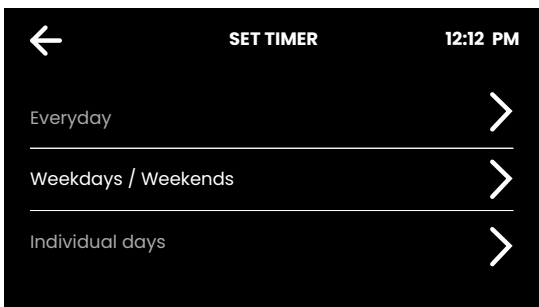 SET TIMER 12:12 PM
Everyday
Weekdays / Weekends
Individual days